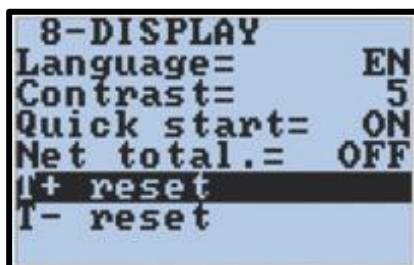 8-DISPLAY
Language= EN
Contrast= 5
Quick start= ON
Net total.= OFF
T+ reset
T- reset